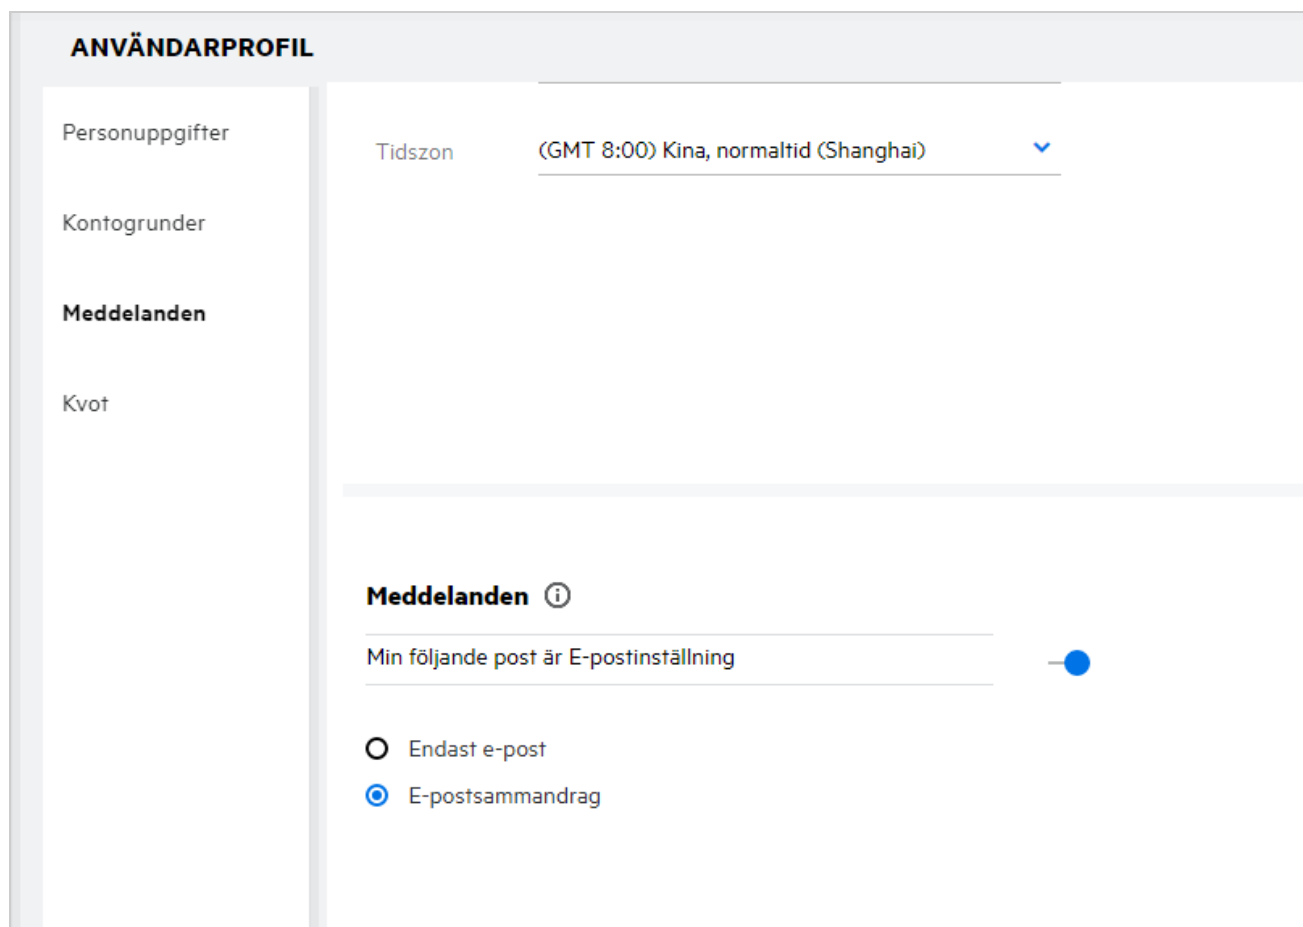 ANVÄNDARPROFIL
Personuppgifter
Kontogrunder
Meddelanden
Kvot
Tidszon (GMT 8:00) Kina, normaltid (Shanghai)
Meddelanden
Min följande post är E-postinställning
Endast e-post
E-postsammandrag